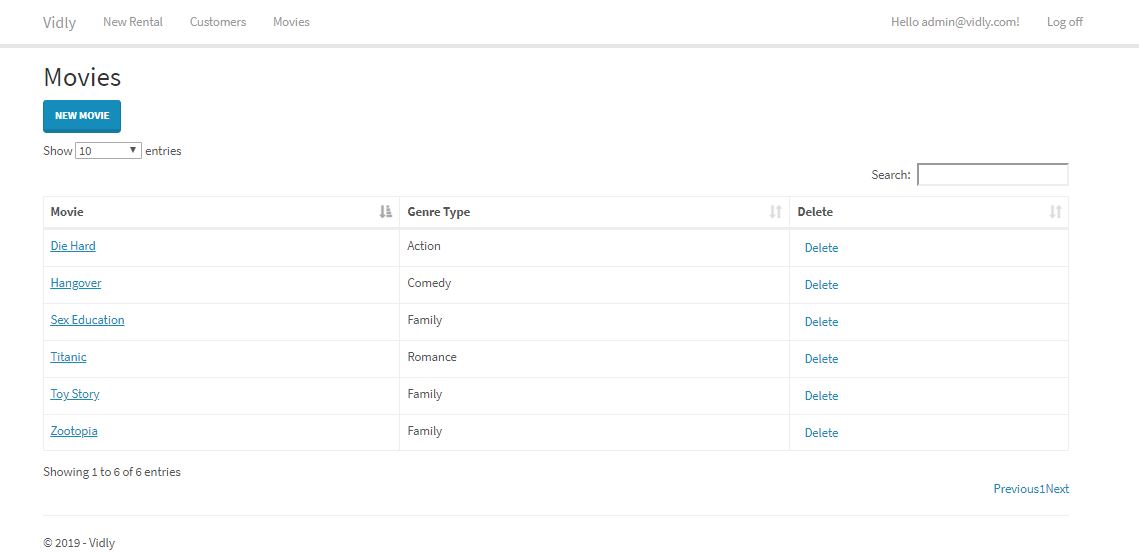 Vidly New Rental Customers Movies Hello admin@vidly.com! Log off
Movies
NEW MOVIE
Show 10 entries
Search:
Movie Genre Type Delete
Die Hard Action Delete
Hangover Comedy Delete
Sex Education Family Delete
Titanic Romance Delete
Toy Story Family Delete
Zootopia Family Delete
Showing 1 to 6 of 6 entries
Previous1Next
© 2019 - Vidly